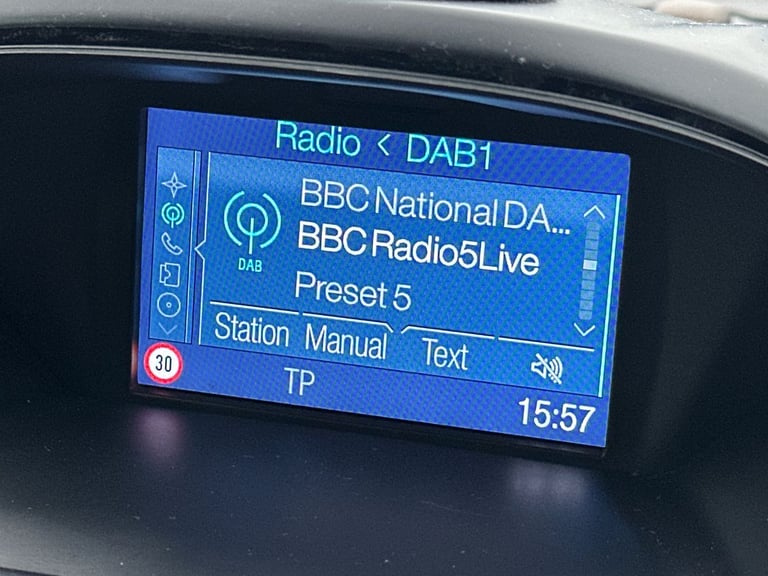 Radio < DAB1
BBC National DA...
BBC Radio5Live
DAB
Preset 5
Station Manual Text
30
TP
15:57